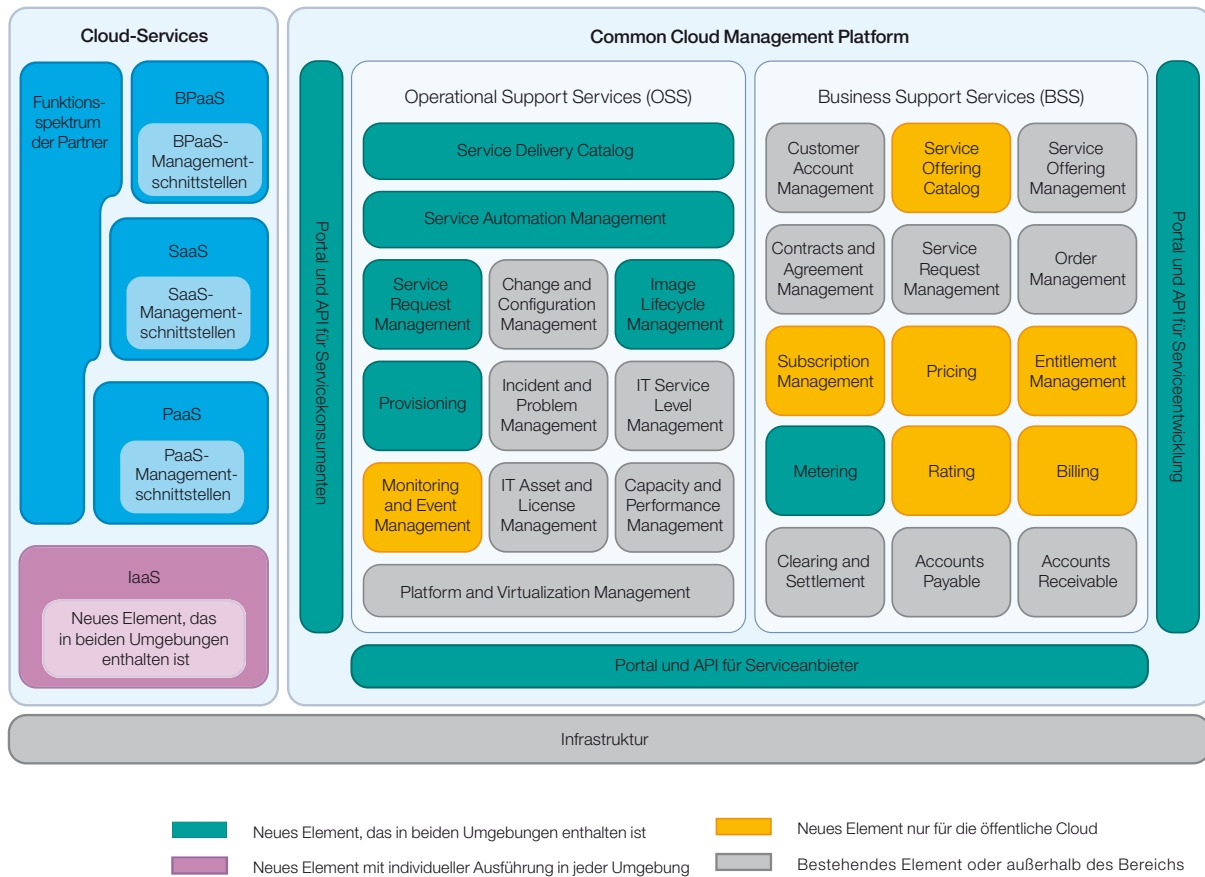 Cloud-Services
Funktions-
spektrum
der Partner
BPaaS
BPaaS-
Management-
schnittstellen
SaaS
SaaS-
Management-
schnittstellen
PaaS
PaaS-
Management-
schnittstellen
IaaS
Neues Element, das
in beiden Umgebungen
enthalten ist
Common Cloud Management Platform
Portal und API für Servicekonsumenten
Operational Support Services (OSS)
Service Delivery Catalog
Service Automation Management
Service
Request
Management
Change and
Configuration
Management
Image
Lifecycle
Management
Provisioning
Incident and
Problem
Management
IT Service
Level
Management
Monitoring
and Event
Management
IT Asset and
License
Management
Capacity and
Performance
Management
Platform and Virtualization Management
Business Support Services (BSS)
Customer
Account
Management
Service
Offering
Catalog
Service
Offering
Management
Contracts and
Agreement
Management
Service
Request
Management
Order
Management
Subscription
Management
Pricing
Entitlement
Management
Metering
Rating
Billing
Clearing and
Settlement
Accounts
Payable
Accounts
Receivable
Portal und API für Serviceentwicklung
Portal und API für Serviceanbieter
Infrastruktur
Neues Element, das in beiden Umgebungen enthalten ist
Neues Element nur für die öffentliche Cloud
Neues Element mit individueller Ausführung in jeder Umgebung
Bestehendes Element oder außerhalb des Bereichs